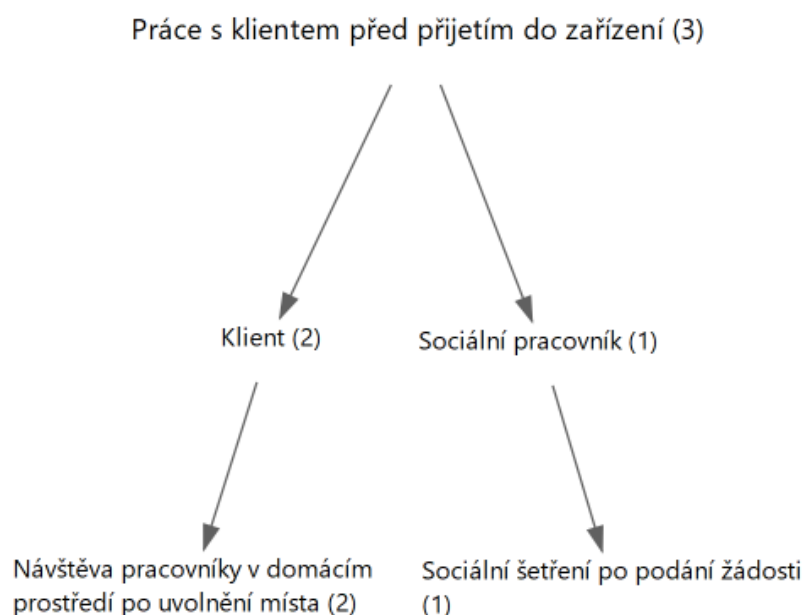 Práce s klientem před přijetím do zařízení (3)
Klient (2)
Sociální pracovník (1)
Návštěva pracovníky v domácím
prostředí po uvolnění místa (2)
Sociální šetření po podání žádosti
(1)